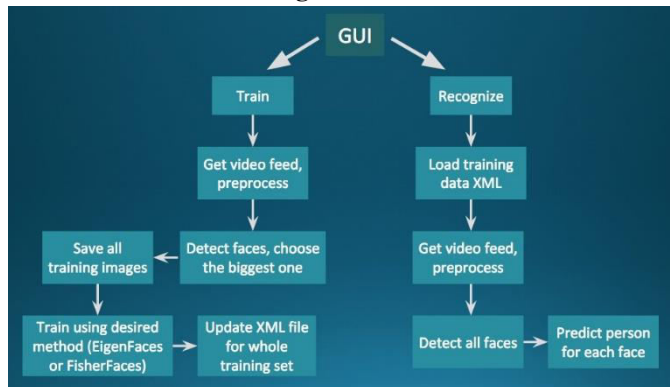 GUI
Train
Recognize
Get video feed,
preprocess
Load training
data XML
Save all
training images
Detect faces, choose
the biggest one
Get video feed,
preprocess
Train using desired
method (EigenFaces
or FisherFaces)
Update XML file
for whole
training set
Detect all faces
Predict person
for each face